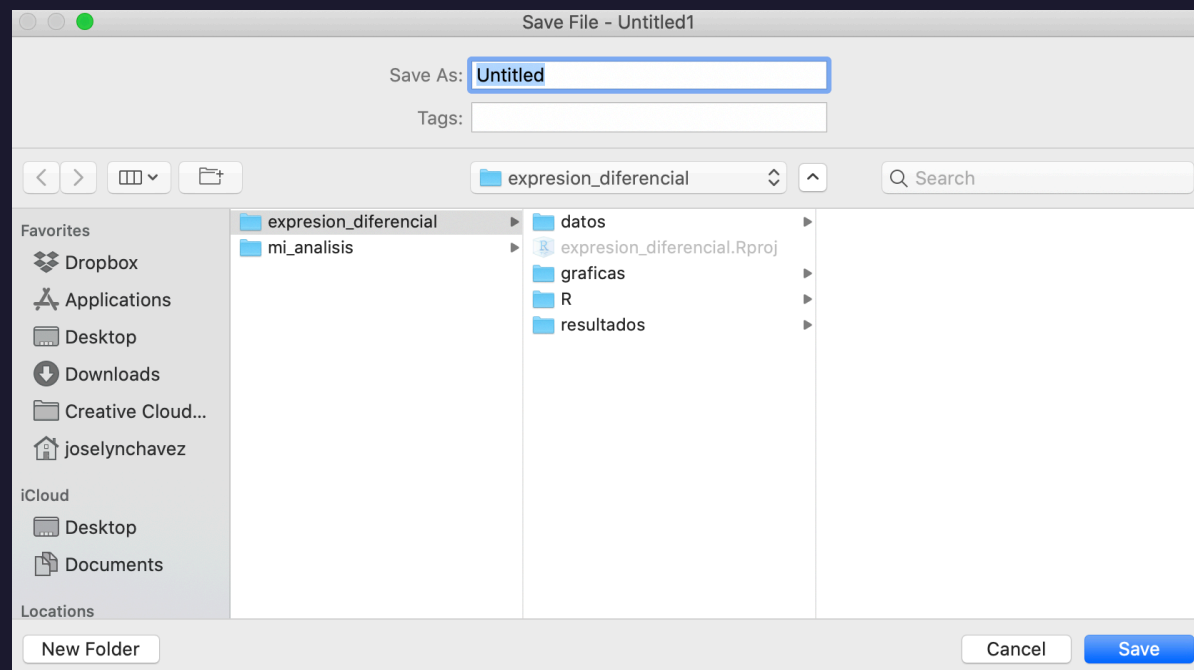 Save File - Untitled1
Save As: Untitled
Tags:
expresion_diferencial
Search
Favorites
Dropbox
Applications
Desktop
Downloads
Creative Cloud...
joselynchavez
iCloud
Desktop
Documents
Locations
expresion_diferencial
mi_analisis
datos
expresion_diferencial.Rproj
graficas
R
resultados
New Folder
Cancel
Save